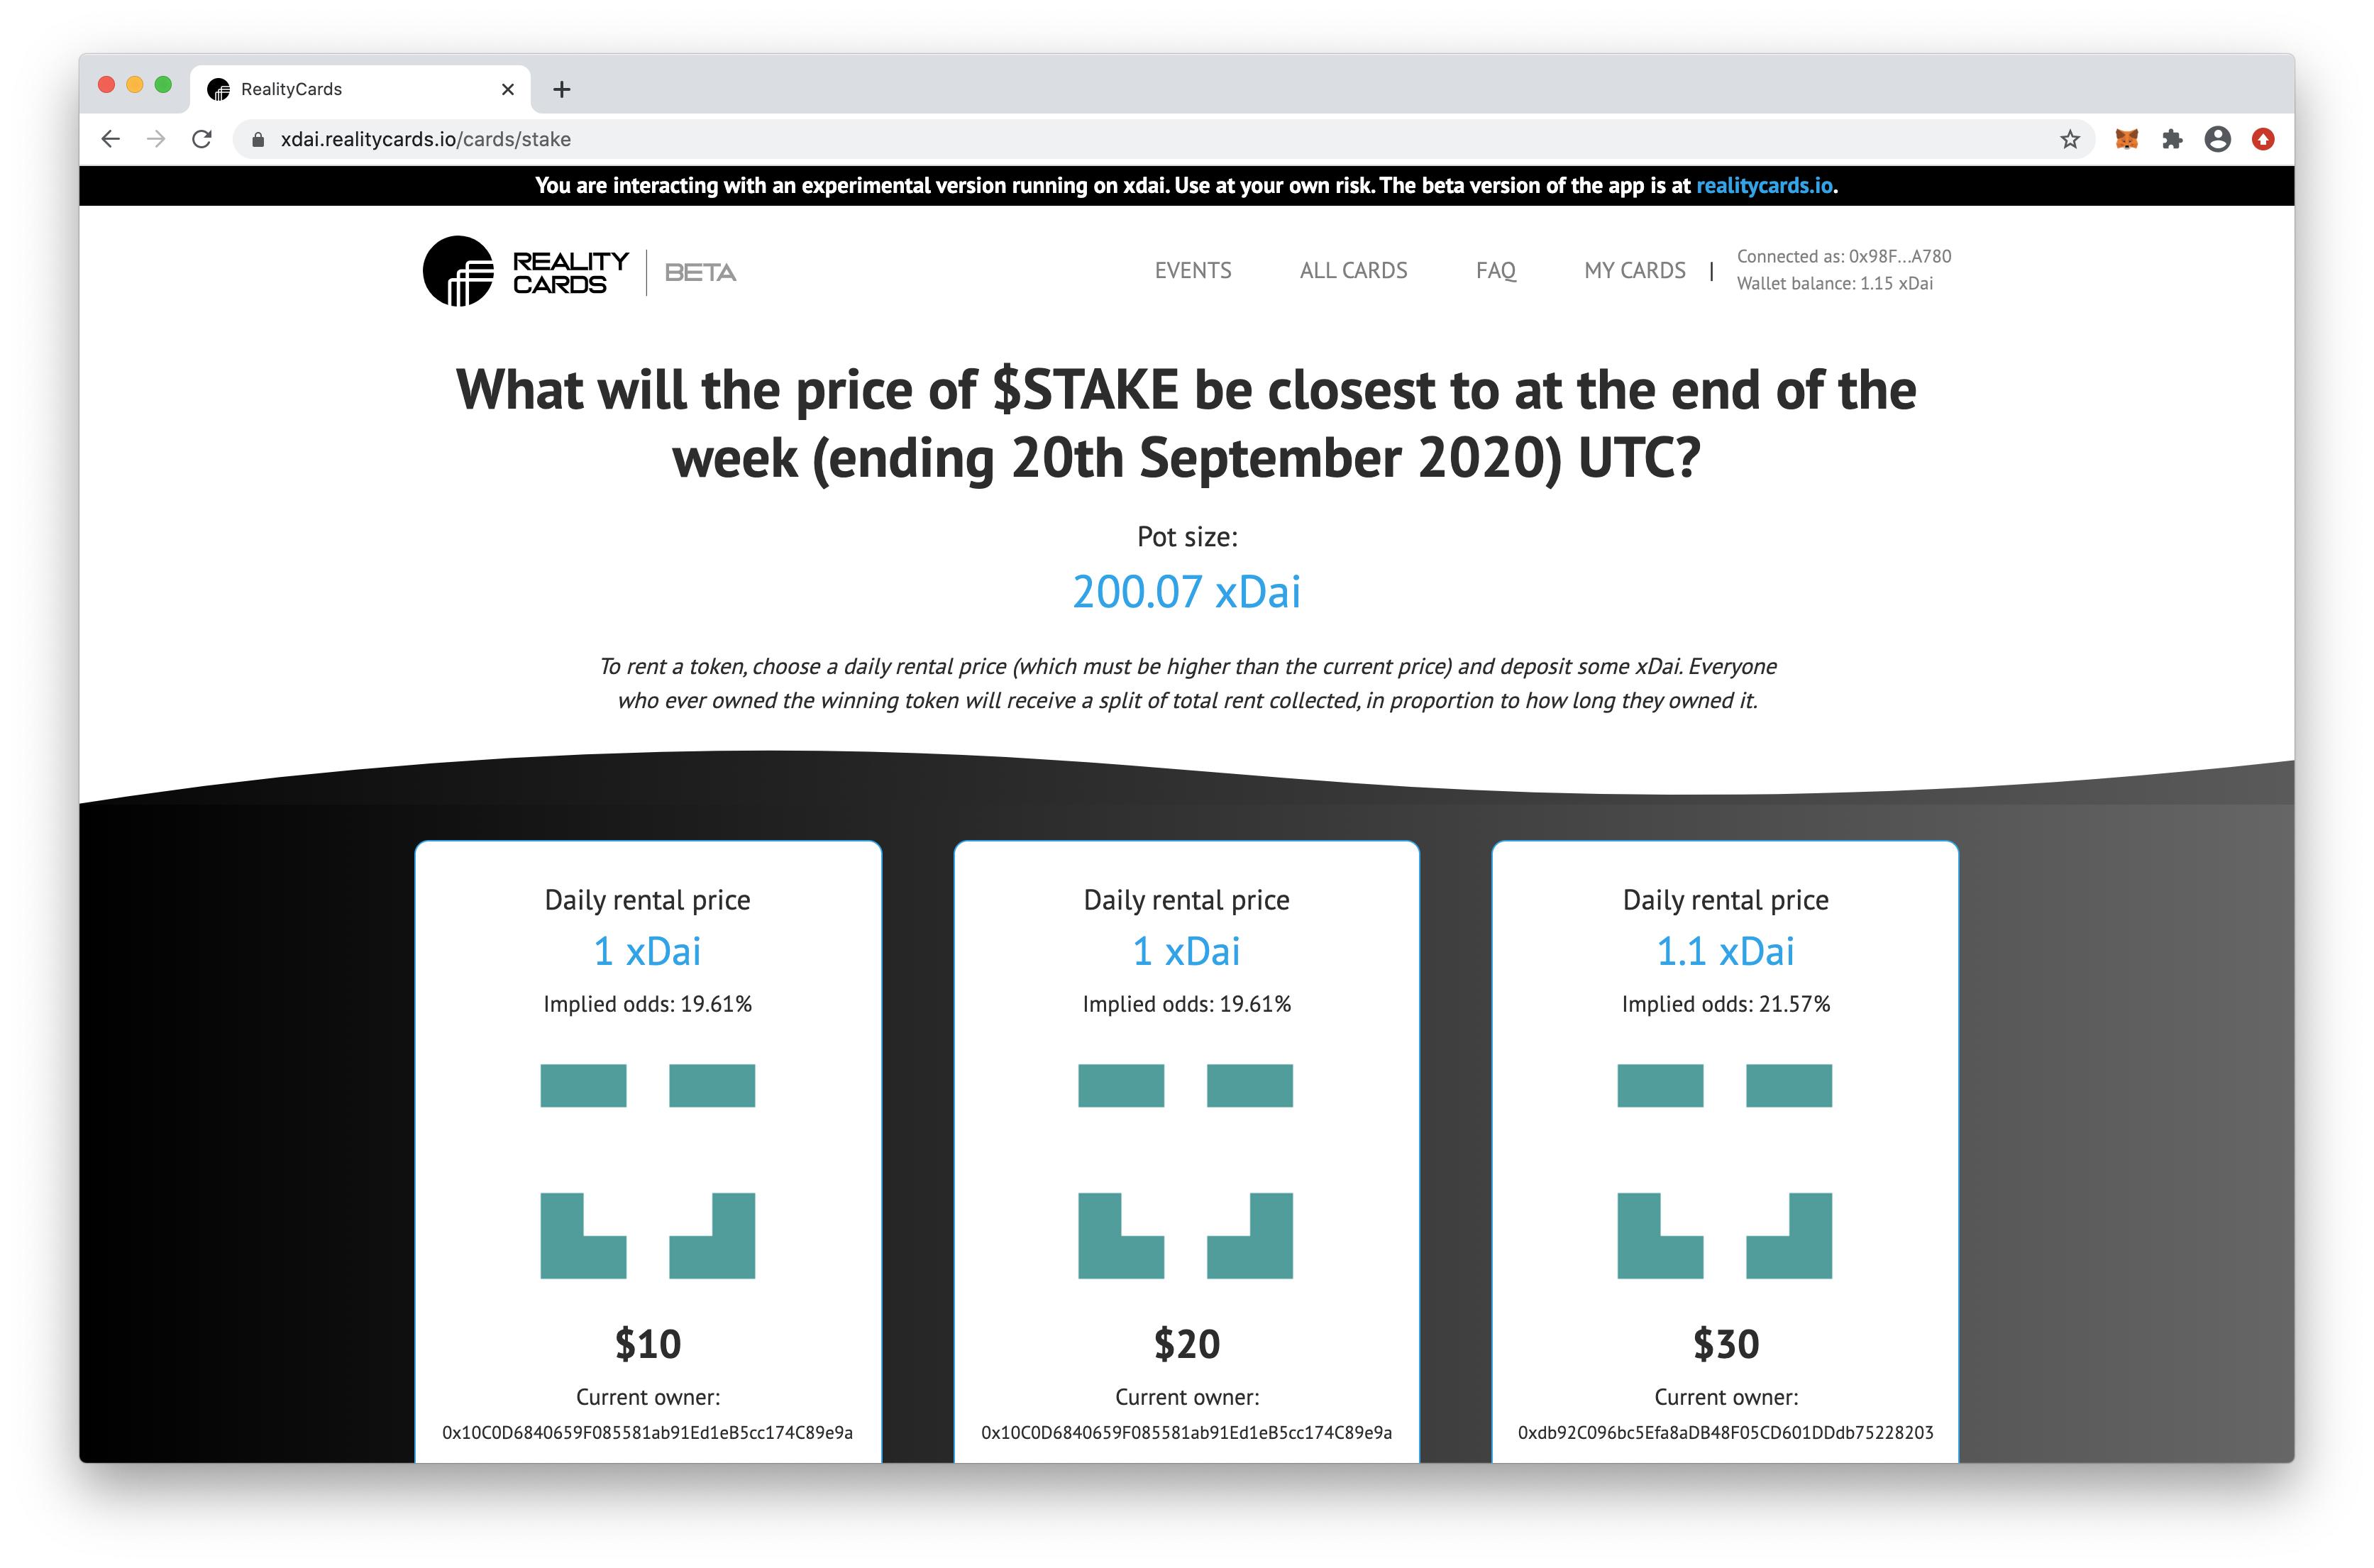 RealityCards
xdai.realitycards.io/cards/stake
You are interacting with an experimental version running on xdai. Use at your own risk. The beta version of the app is at realitycards.io.
REALITY
CARDS
BETA
EVENTS
ALL CARDS
FAQ
MY CARDS
|
Connected as: 0x98F...A780
Wallet balance: 1.15 xDai
What will the price of $STAKE be closest to at the end of the
week (ending 20th September 2020) UTC?
Pot size:
200.07 xDai
To rent a token, choose a daily rental price (which must be higher than the current price) and deposit some xDai. Everyone
who ever owned the winning token will receive a split of total rent collected, in proportion to how long they owned it.
Daily rental price
1 xDai
Implied odds: 19.61%
$10
Current owner:
0x10C0D6840659F085581ab91Ed1eB5cc174C89e9a
Daily rental price
1 xDai
Implied odds: 19.61%
$20
Current owner:
0x10C0D6840659F085581ab91Ed1eB5cc174C89e9a
Daily rental price
1.1 xDai
Implied odds: 21.57%
$30
Current owner:
0xdb92C096bc5Efa8aDB48F05CD601DDdb75228203